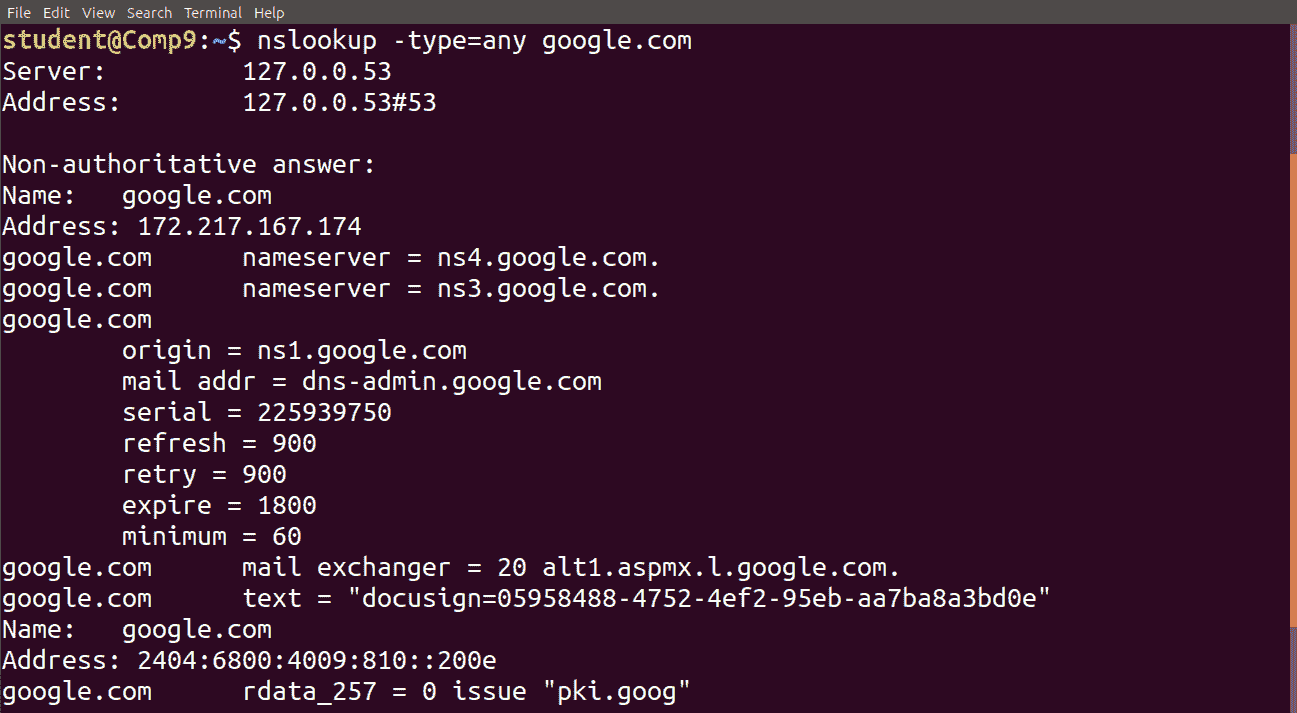 File Edit View Search Terminal Help
student@Comp9:~$ nslookup -type=any google.com
Server:         127.0.0.53
Address:        127.0.0.53#53

Non-authoritative answer:
Name:   google.com
Address: 172.217.167.174
google.com      nameserver = ns4.google.com.
google.com      nameserver = ns3.google.com.
google.com
        origin = ns1.google.com
        mail addr = dns-admin.google.com
        serial = 225939750
        refresh = 900
        retry = 900
        expire = 1800
        minimum = 60
google.com      mail exchanger = 20 alt1.aspmx.l.google.com.
google.com      text = "docusign=05958488-4752-4ef2-95eb-aa7ba8a3bd0e"
Name:   google.com
Address: 2404:6800:4009:810::200e
google.com      rdata_257 = 0 issue "pki.goog"